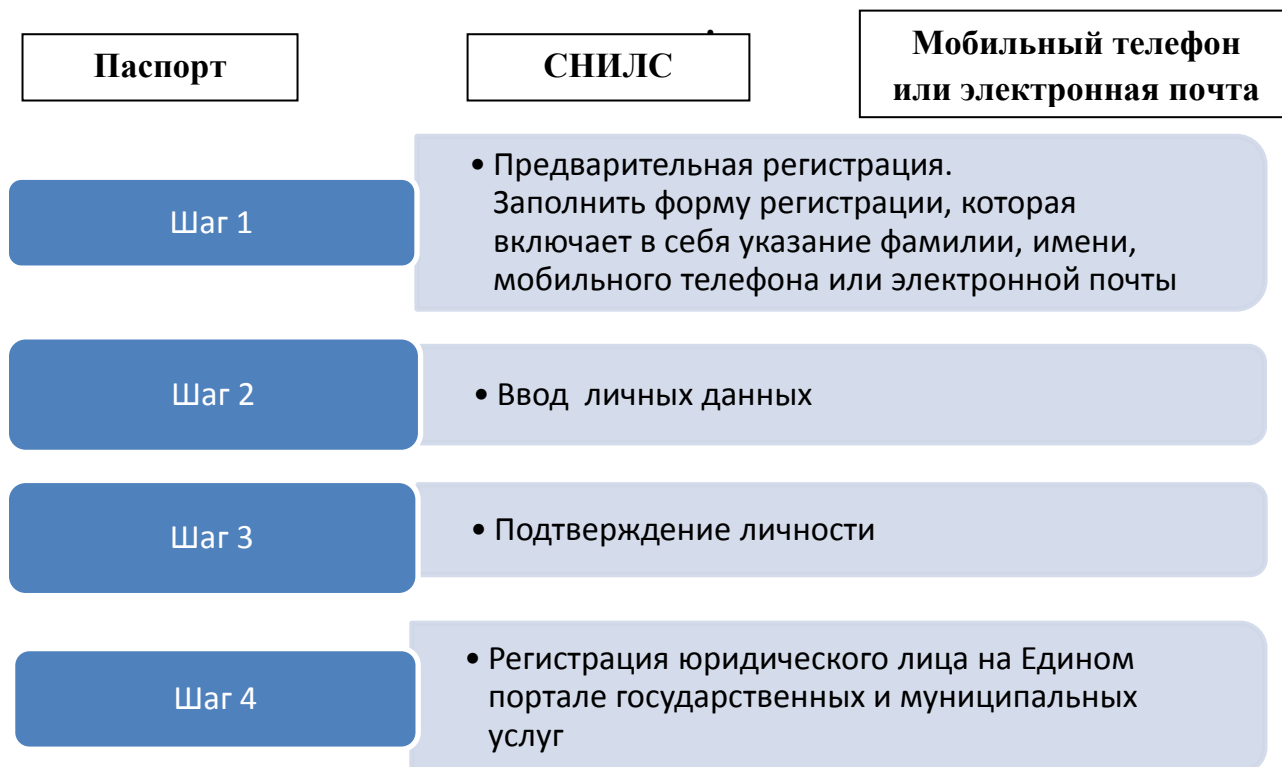 Паспорт
СНИЛС
Мобильный телефон
или электронная почта
Шаг 1
• Предварительная регистрация.
Заполнить форму регистрации, которая
включает в себя указание фамилии, имени,
мобильного телефона или электронной почты
Шаг 2
• Ввод  личных данных
Шаг 3
• Подтверждение личности
Шаг 4
• Регистрация юридического лица на Едином
портале государственных и муниципальных
услуг